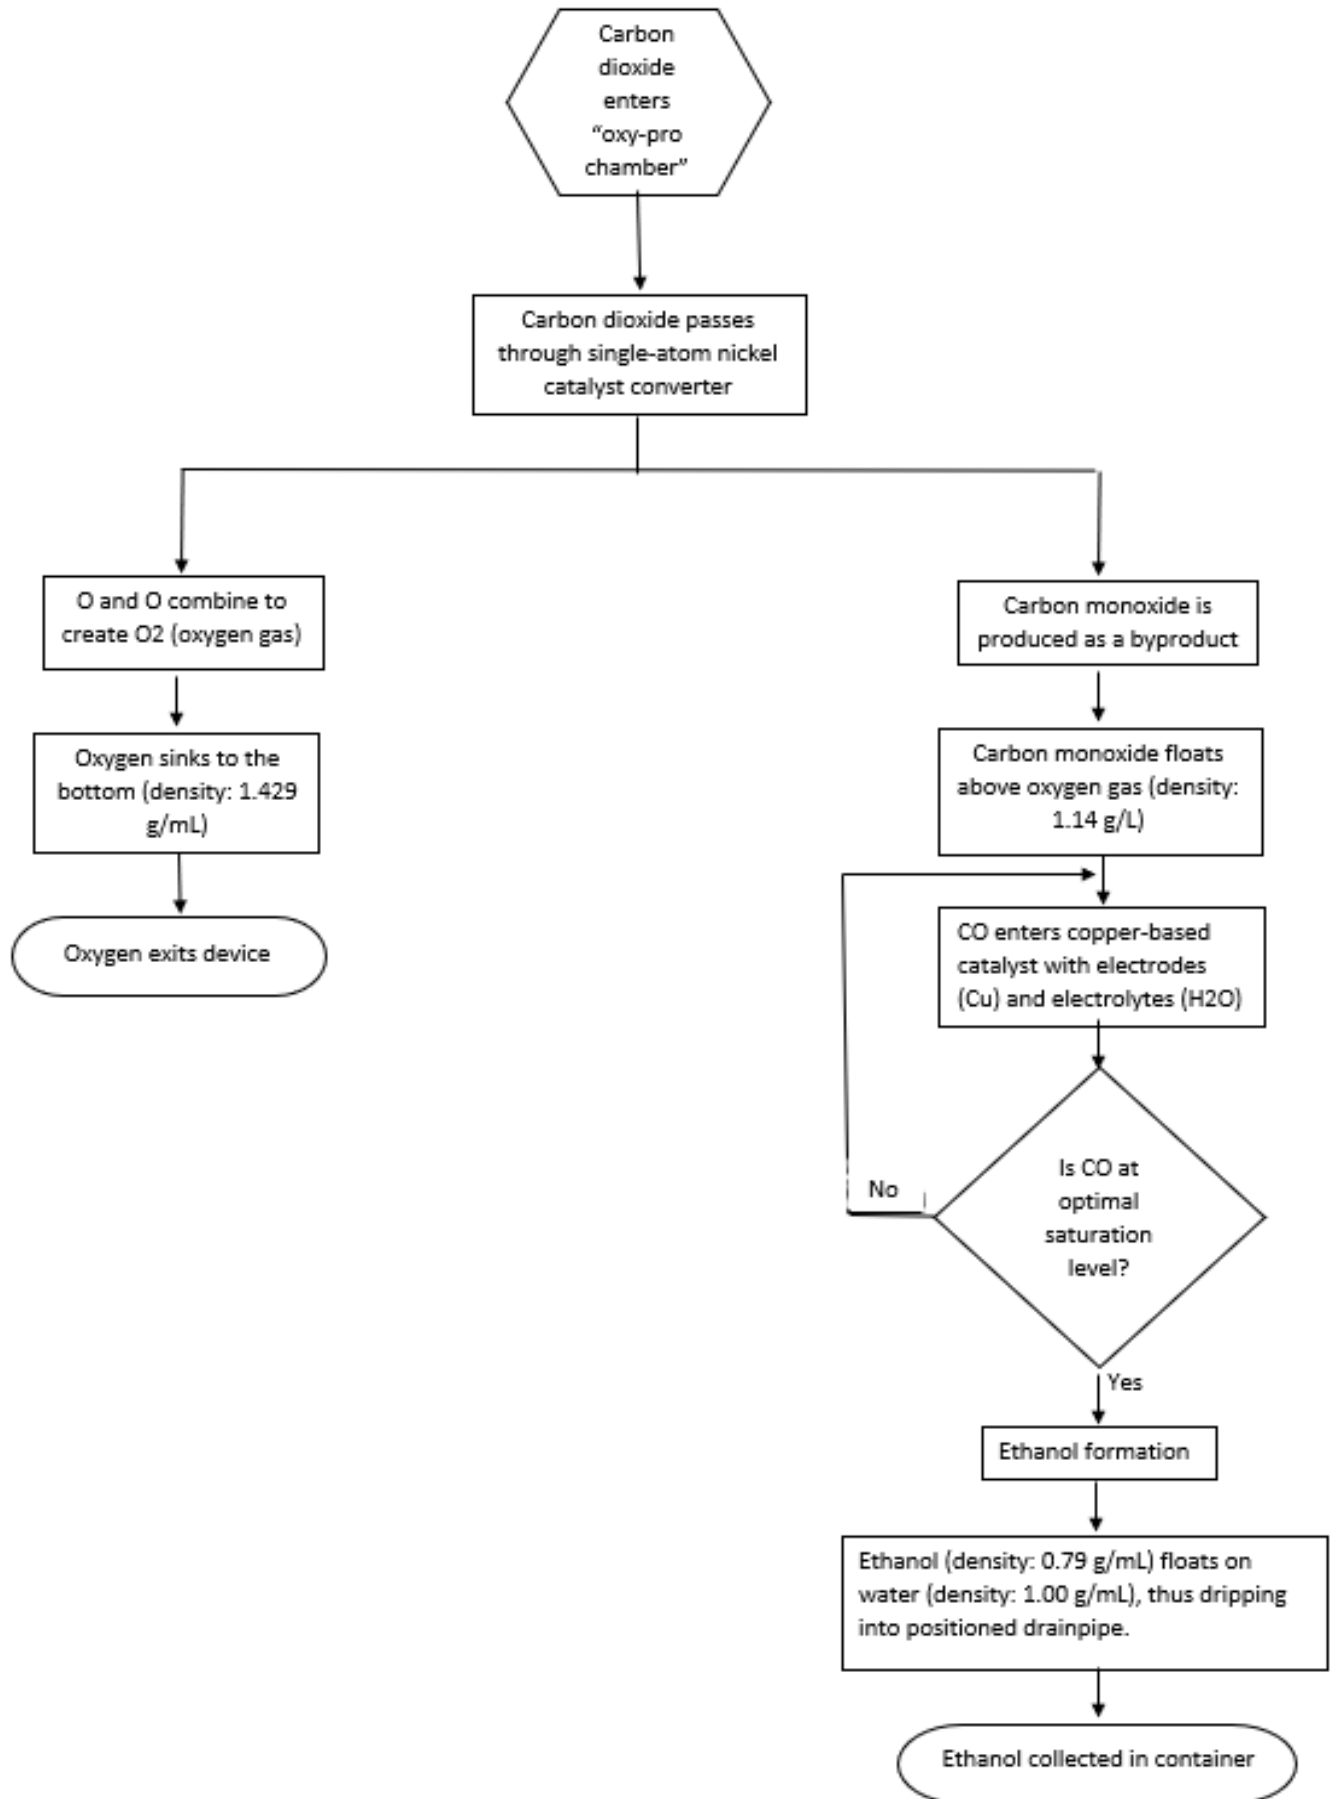 Carbon
dioxide
enters
“oxy-pro
chamber”
Carbon dioxide passes
through single-atom nickel
catalyst converter
O and O combine to
create O2 (oxygen gas)
Oxygen sinks to the
bottom (density: 1.429
g/mL)
Oxygen exits device
Carbon monoxide is
produced as a byproduct
Carbon monoxide floats
above oxygen gas (density:
1.14 g/L)
CO enters copper-based
catalyst with electrodes
(Cu) and electrolytes (H2O)
Is CO at
optimal
saturation
level?
No
Yes
Ethanol formation
Ethanol (density: 0.79 g/mL) floats on
water (density: 1.00 g/mL), thus dripping
into positioned drainpipe.
Ethanol collected in container